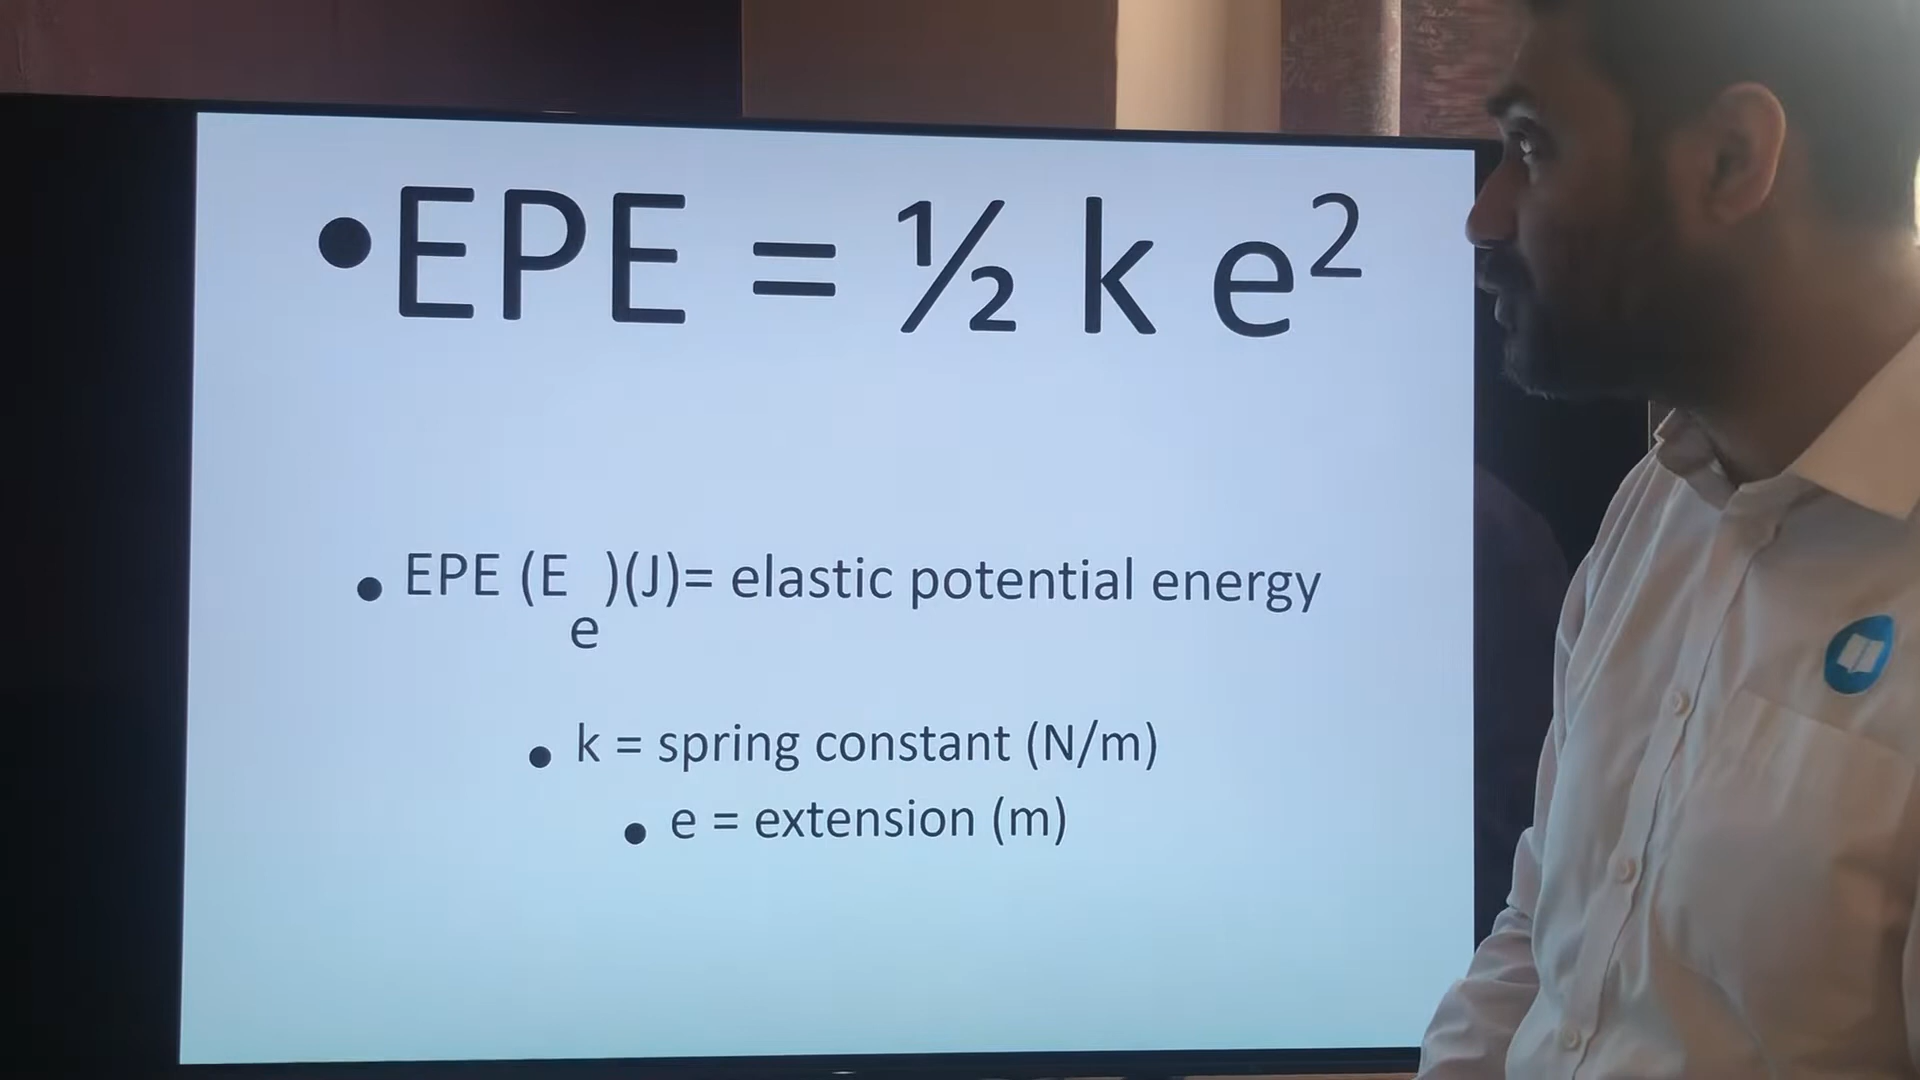 •EPE = ½ k e²
• EPE (Eₑ)(J)= elastic potential energy
• k = spring constant (N/m)
• e = extension (m)